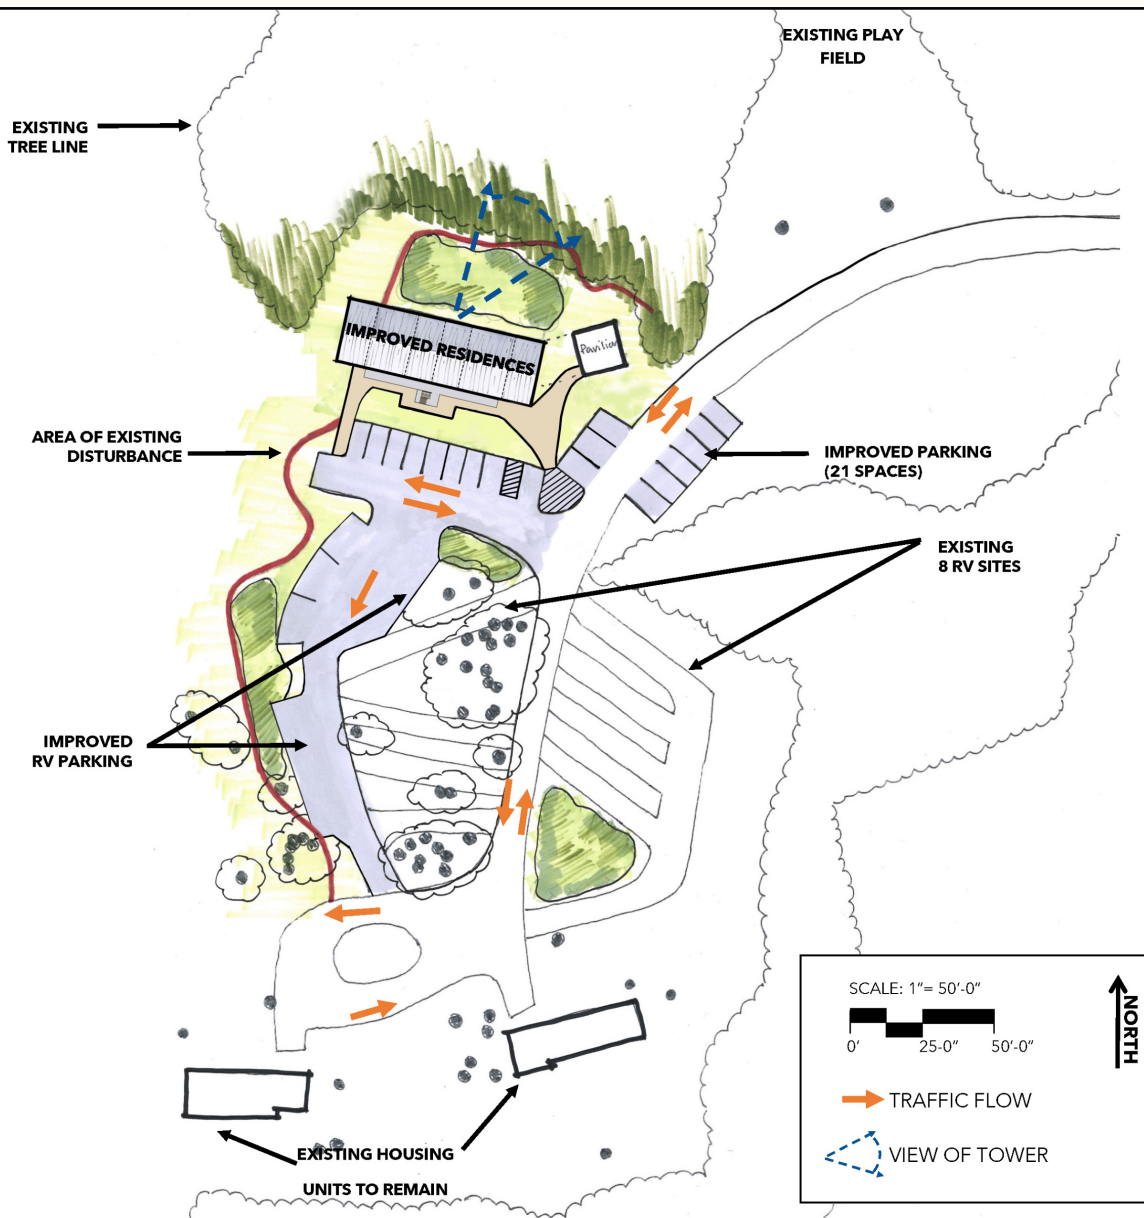 EXISTING PLAY
FIELD
EXISTING
TREE LINE
IMPROVED RESIDENCES
Pavilion
AREA OF EXISTING
DISTURBANCE
IMPROVED PARKING
(21 SPACES)
EXISTING
8 RV SITES
IMPROVED
RV PARKING
SCALE: 1"= 50'-0"
0'
25-0"
50'-0"
NORTH
TRAFFIC FLOW
VIEW OF TOWER
EXISTING HOUSING
UNITS TO REMAIN